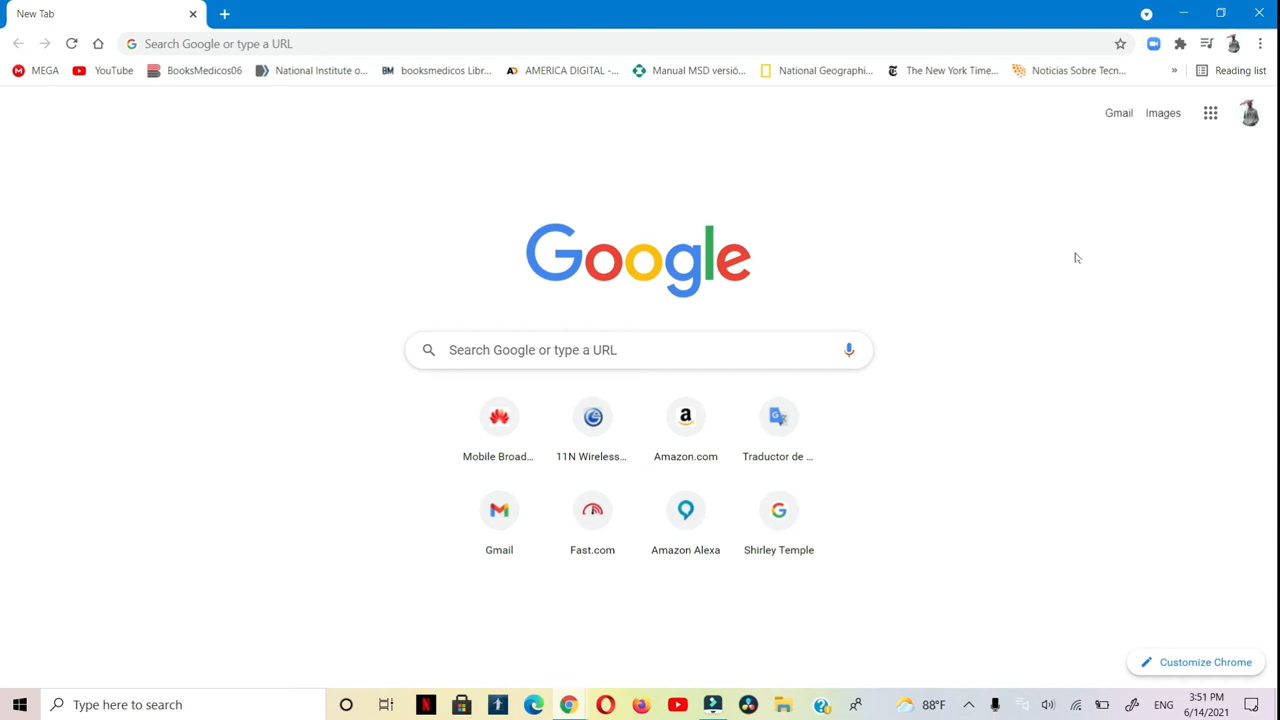 New Tab
Search Google or type a URL
MEGA YouTube BooksMedicos06 National Institute o... BM booksmedicos Libr... AD AMERICA DIGITAL -... Manual MSD versió... National Geographi... The New York Time... Noticias Sobre Tecn... » Reading list
Gmail Images
Google
Search Google or type a URL
Mobile Broad... 11N Wireless... Amazon.com Traductor de ...
Gmail Fast.com Amazon Alexa Shirley Temple
Customize Chrome
Type here to search
88°F ENG 3:51 PM
6/14/2021